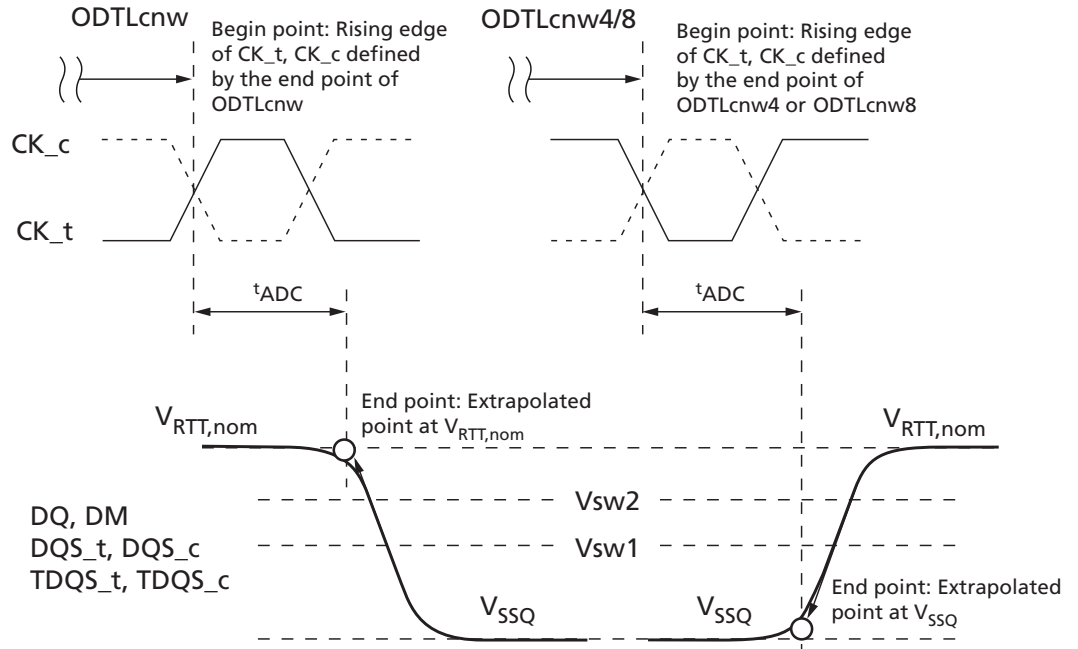 ODTLcnw
Begin point: Rising edge
of CK_t, CK_c defined
by the end point of
ODTLcnw
ODTLcnw4/8
Begin point: Rising edge
of CK_t, CK_c defined
by the end point of
ODTLcnw4 or ODTLcnw8
CK_c
CK_t
tADC
tADC
End point: Extrapolated
point at VRTT,nom
VRTT,nom
VRTT,nom
Vsw2
Vsw1
DQ, DM
DQS_t, DQS_c
TDQS_t, TDQS_c
VSSQ
VSSQ
End point: Extrapolated
point at VSSQ